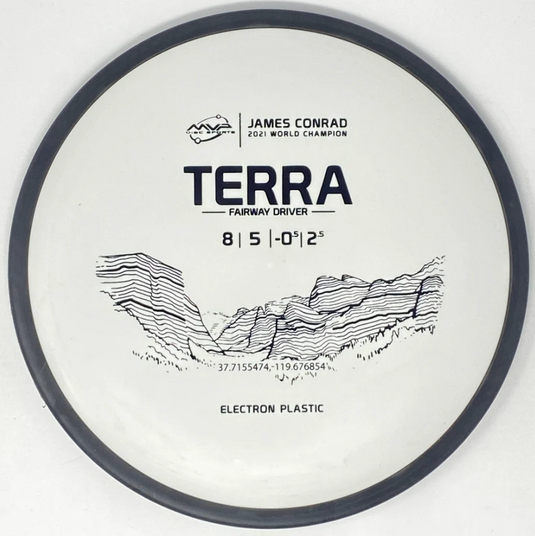 MVP
DISC SPORTS
JAMES CONRAD
2021 WORLD CHAMPION
TERRA
FAIRWAY DRIVER
8 | 5 | -0.5 | 2.5
37.7155474,-119.676854
ELECTRON PLASTIC